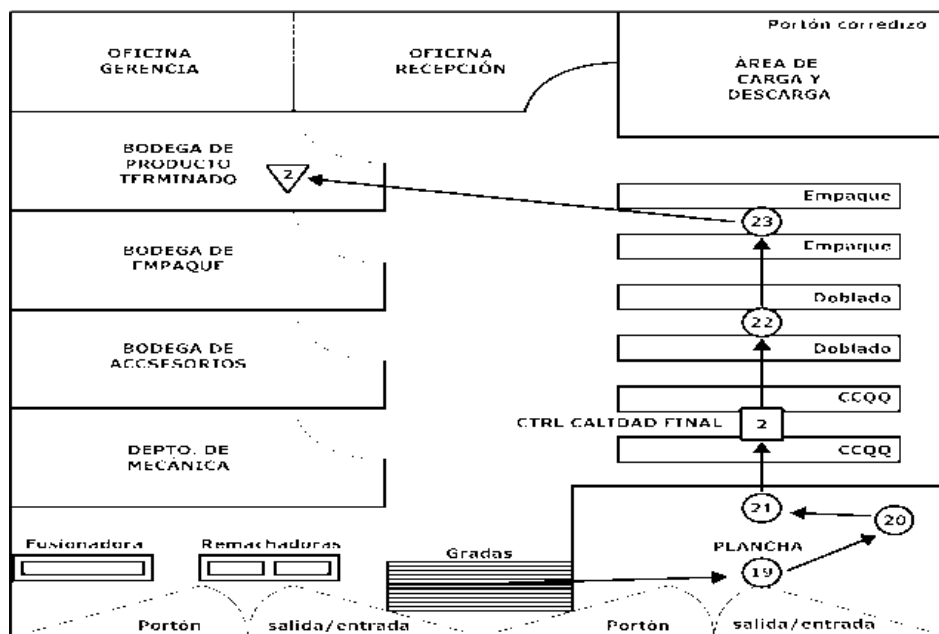 Portón corredizo
OFICINA
GERENCIA
OFICINA
RECEPCIÓN
ÁREA DE
CARGA Y
DESCARGA
BODEGA DE
PRODUCTO
TERMINADO
2
Empaque
23
BODEGA DE
EMPAQUE
Empaque
Doblado
22
BODEGA DE
ACCSESORIOS
Doblado
CCQQ
CTRL CALIDAD FINAL
2
DEPTO. DE
MECÁNICA
CCQQ
21
20
Fusionadora
Remachadoras
Gradas
PLANCHA
19
Portón
salida/entrada
Portón
salida/entrada